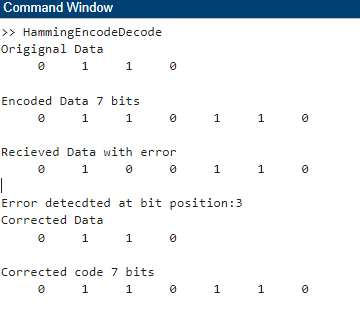 Command Window
>> HammingEncodeDecode
Origignal Data
0 1 1 0
Encoded Data 7 bits
0 1 1 0 1 1 0
Recieved Data with error
0 1 0 0 1 1 0
Error detecdted at bit position:3
Corrected Data
0 1 1 0
Corrected code 7 bits
0 1 1 0 1 1 0